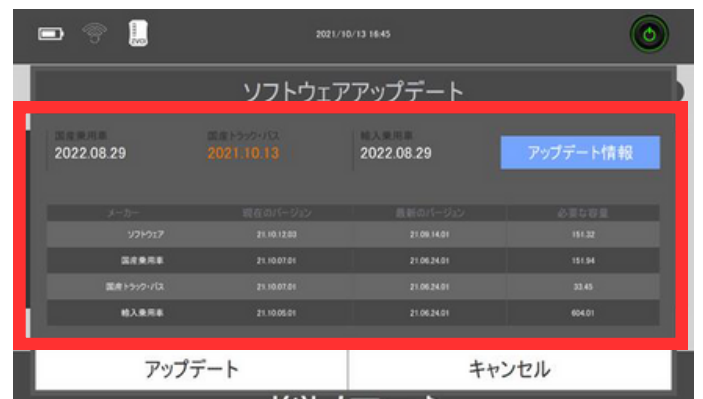 2021/10/13 16:45
ソフトウェアアップデート
国産乗用車 国産トラック・バス 輸入乗用車
2022.08.29 2021.10.13 2022.08.29 アップデート情報
メーカー 現在のバージョン 最新のバージョン 必要な容量
ソフトウェア 21.10.12.03 21.09.14.01 151.32
国産乗用車 21.10.07.01 21.06.24.01 151.94
国産トラック・バス 21.10.07.01 21.06.24.01 33.45
輸入乗用車 21.10.05.01 21.06.24.01 604.01
アップデート キャンセル